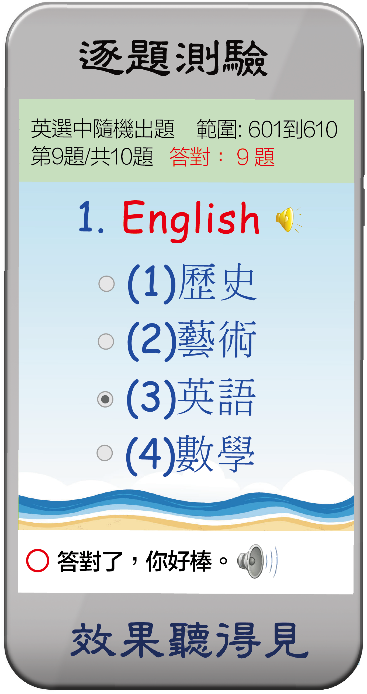 逐題測驗
英選中隨機出題 範圍: 601到610
第9題/共10題 答對： 9 題
1. English
(1)歷史
(2)藝術
(3)英語
(4)數學
答對了，你好棒。
效果聽得見